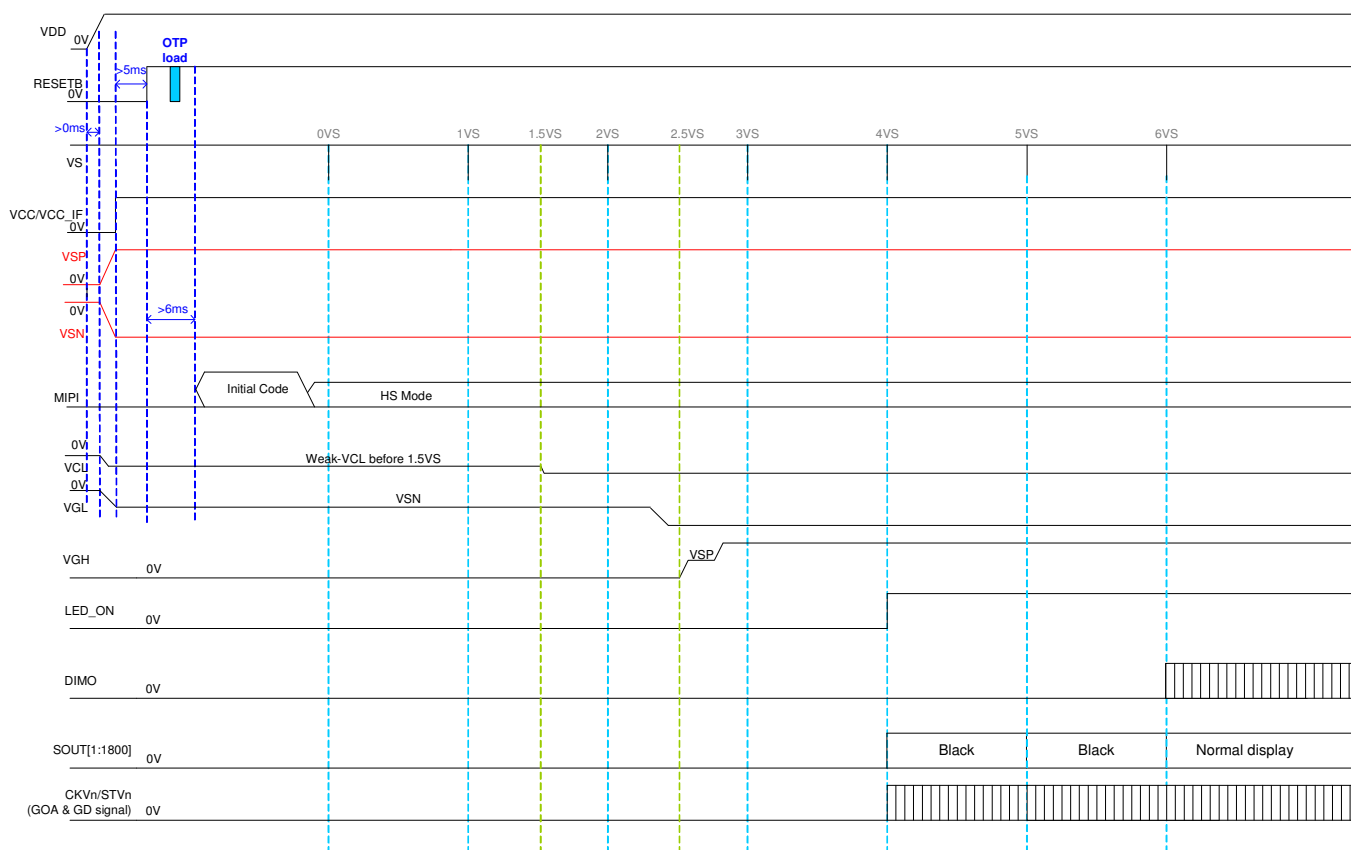 VDD
0V
OTP
load
>5ms
RESETB
0V
>0ms
0VS
1VS
1.5VS
2VS
2.5VS
3VS
4VS
5VS
6VS
VS
VCC/VCC_IF
0V
VSP
0V
0V
>6ms
VSN
Initial Code
MIPI
HS Mode
0V
VCL
Weak-VCL before 1.5VS
0V
VGL
VSN
VGH
0V
VSP
LED_ON
0V
DIMO
0V
SOUT[1:1800]
0V
Black
Black
Normal display
CKVn/STVn
(GOA & GD signal)
0V